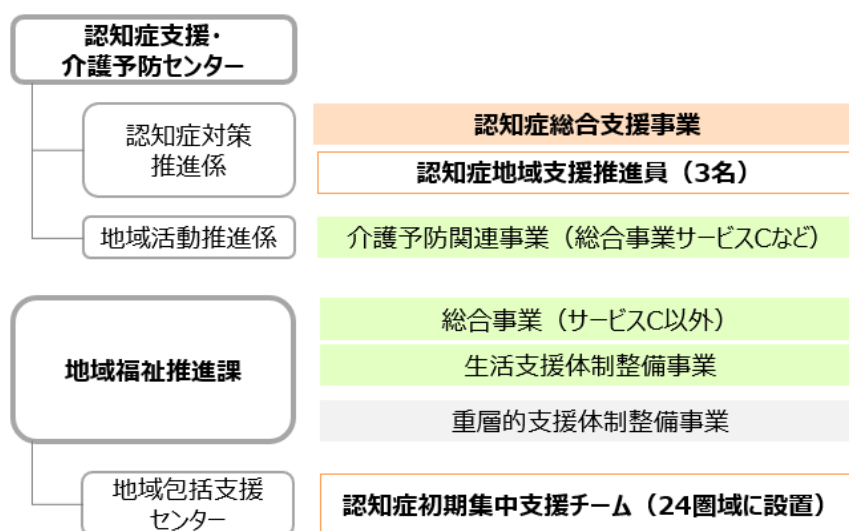 認知症支援・
介護予防センター
認知症対策
推進係
認知症総合支援事業
認知症地域支援推進員（3名）
地域活動推進係
介護予防関連事業（総合事業サービスCなど）
地域福祉推進課
総合事業（サービスC以外）
生活支援体制整備事業
重層的支援体制整備事業
地域包括支援
センター
認知症初期集中支援チーム（24圏域に設置）